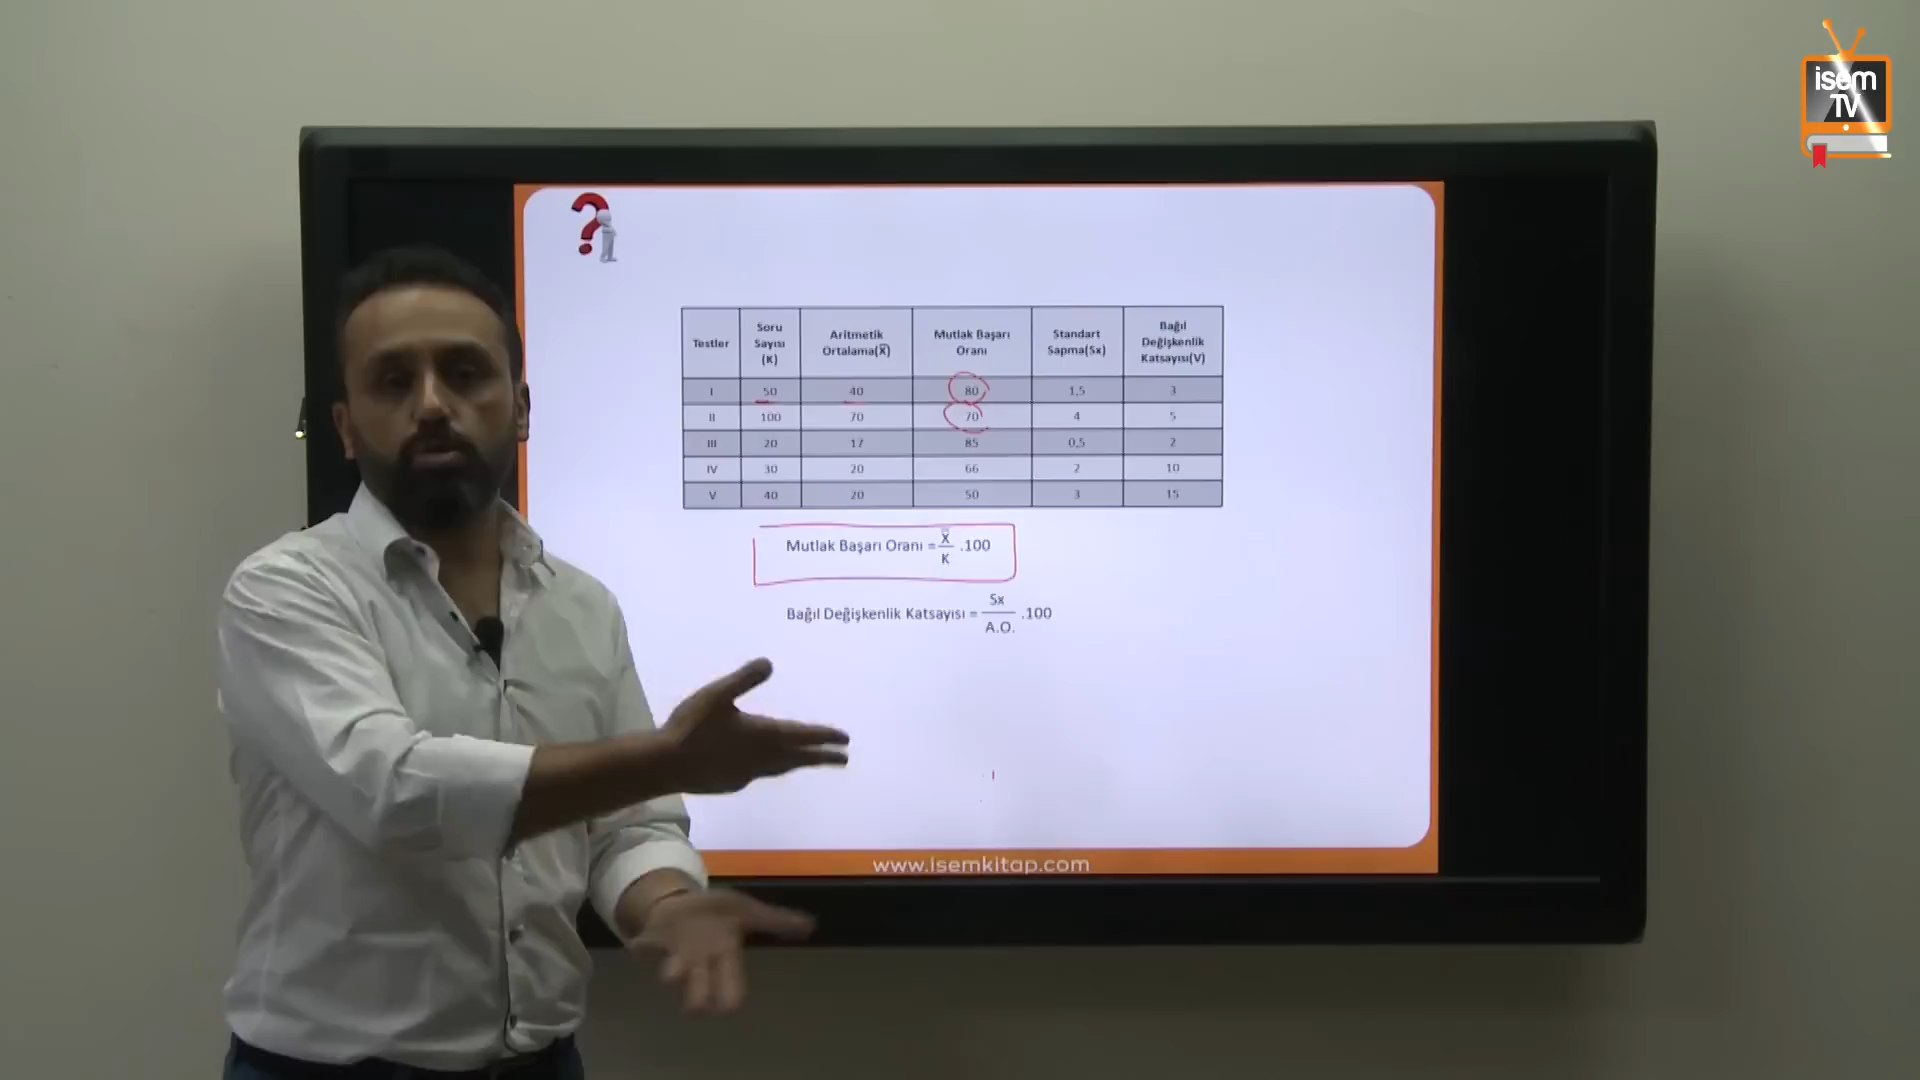 isem
TV
Testler | Soru Sayısı (K) | Aritmetik Ortalama(X̄) | Mutlak Başarı Oranı | Standart Sapma(Sx) | Bağıl Değişkenlik Katsayısı(V)
I | 50 | 40 | 80 | 1,5 | 3
II | 100 | 70 | 70 | 4 | 5
III | 20 | 17 | 85 | 0,5 | 2
IV | 30 | 20 | 66 | 2 | 10
V | 40 | 20 | 50 | 3 | 15
Mutlak Başarı Oranı = X̄/K .100
Bağıl Değişkenlik Katsayısı = Sx/A.O. .100
www.isemkitap.com